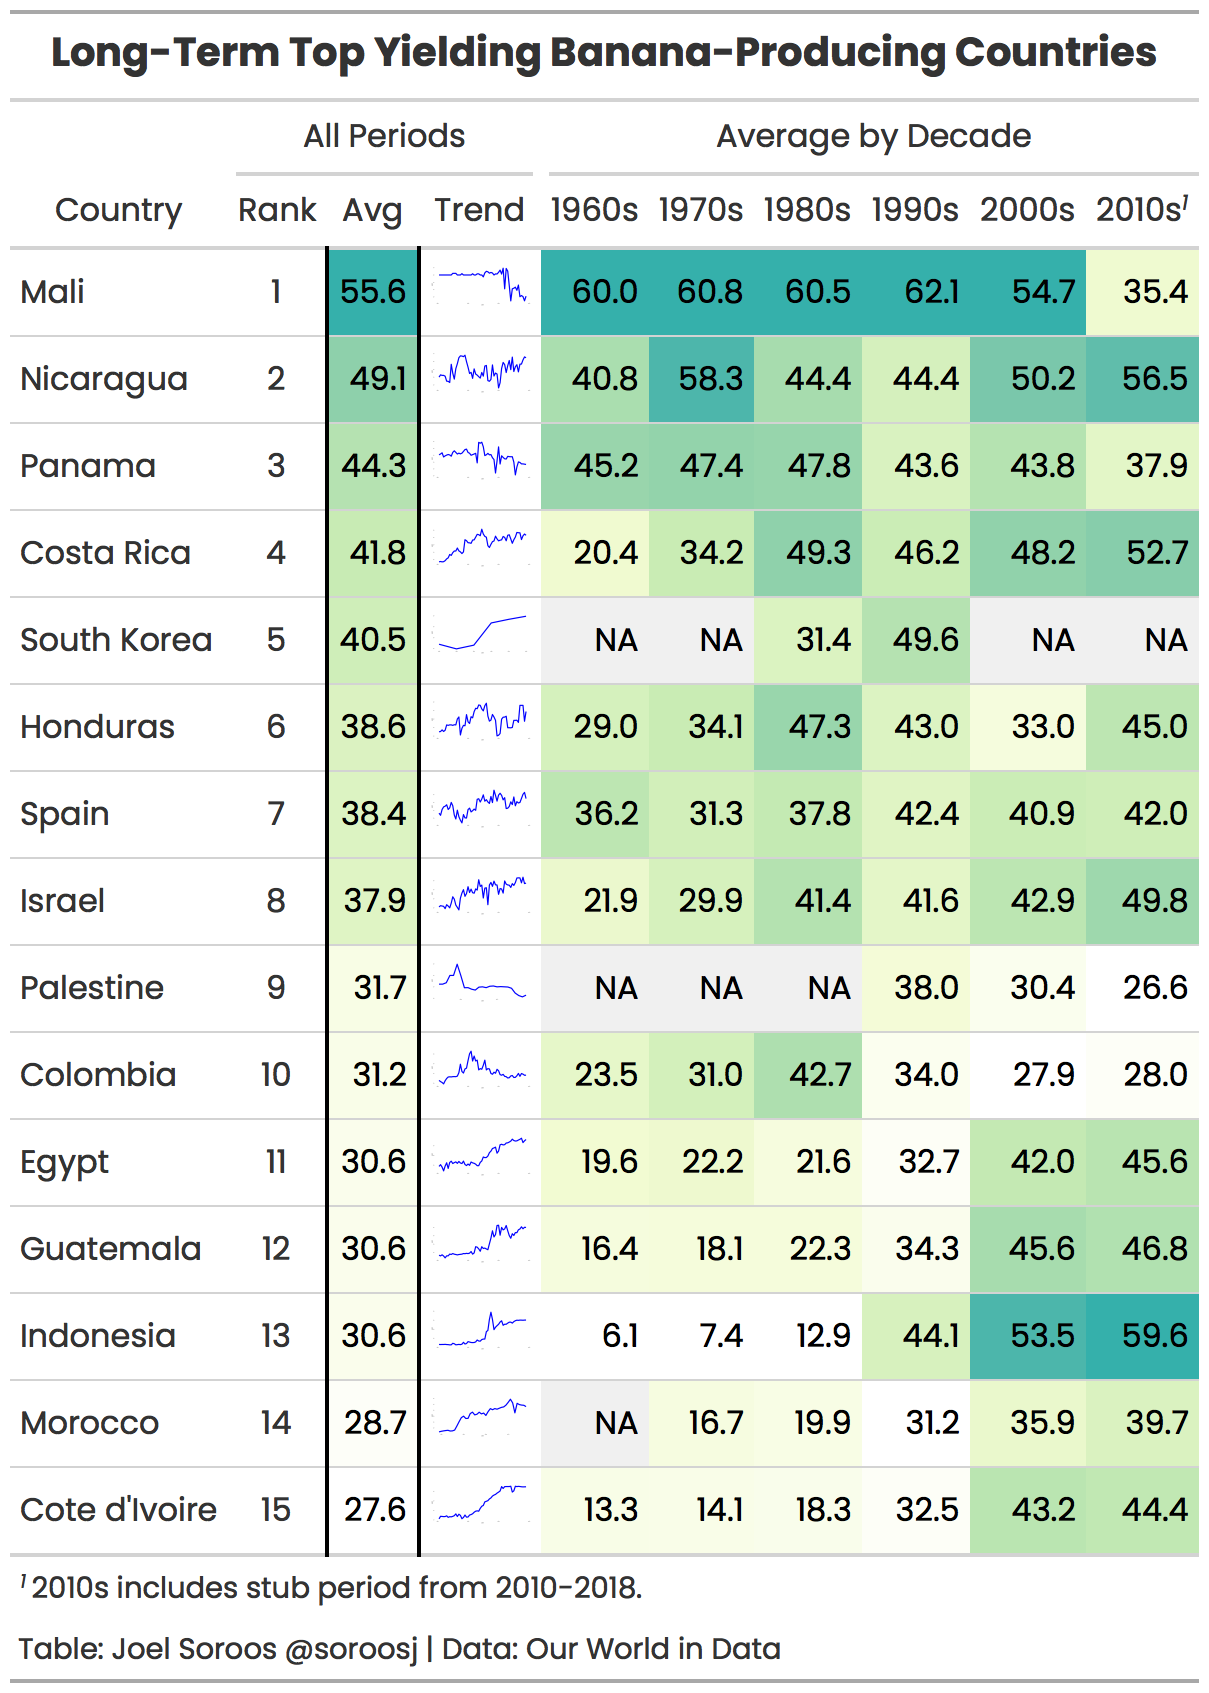 Long-Term Top Yielding Banana-Producing Countries
All Periods Average by Decade
Country Rank Avg Trend 1960s 1970s 1980s 1990s 2000s 2010s¹
Mali 1 55.6 60.0 60.8 60.5 62.1 54.7 35.4
Nicaragua 2 49.1 40.8 58.3 44.4 44.4 50.2 56.5
Panama 3 44.3 45.2 47.4 47.8 43.6 43.8 37.9
Costa Rica 4 41.8 20.4 34.2 49.3 46.2 48.2 52.7
South Korea 5 40.5 NA NA 31.4 49.6 NA NA
Honduras 6 38.6 29.0 34.1 47.3 43.0 33.0 45.0
Spain 7 38.4 36.2 31.3 37.8 42.4 40.9 42.0
Israel 8 37.9 21.9 29.9 41.4 41.6 42.9 49.8
Palestine 9 31.7 NA NA NA 38.0 30.4 26.6
Colombia 10 31.2 23.5 31.0 42.7 34.0 27.9 28.0
Egypt 11 30.6 19.6 22.2 21.6 32.7 42.0 45.6
Guatemala 12 30.6 16.4 18.1 22.3 34.3 45.6 46.8
Indonesia 13 30.6 6.1 7.4 12.9 44.1 53.5 59.6
Morocco 14 28.7 NA 16.7 19.9 31.2 35.9 39.7
Cote d'Ivoire 15 27.6 13.3 14.1 18.3 32.5 43.2 44.4
¹ 2010s includes stub period from 2010-2018.
Table: Joel Soroos @soroosj | Data: Our World in Data